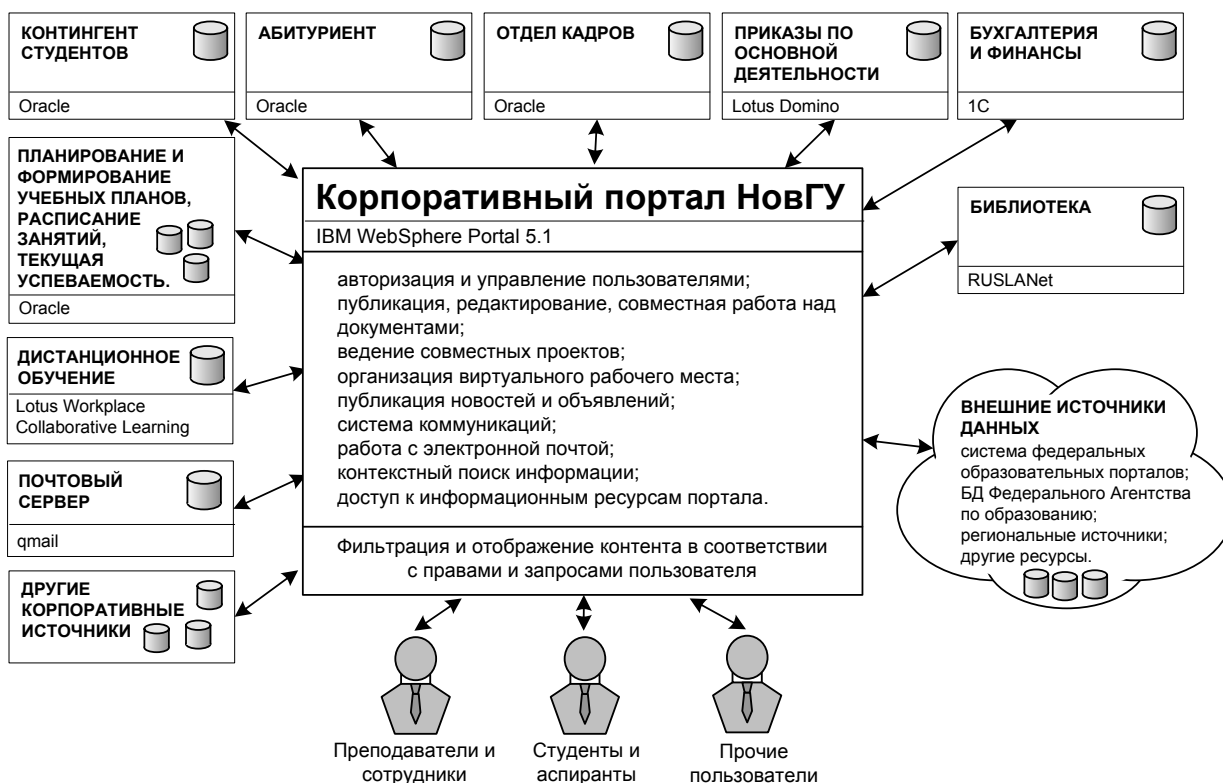 КОНТИНГЕНТ
СТУДЕНТОВ
Oracle
АБИТУРИЕНТ
Oracle
ОТДЕЛ КАДРОВ
Oracle
ПРИКАЗЫ ПО
ОСНОВНОЙ
ДЕЯТЕЛЬНОСТИ
Lotus Domino
БУХГАЛТЕРИЯ
И ФИНАНСЫ
1С
ПЛАНИРОВАНИЕ И
ФОРМИРОВАНИЕ
УЧЕБНЫХ ПЛАНОВ,
РАСПИСАНИЕ
ЗАНЯТИЙ,
ТЕКУЩАЯ
УСПЕВАЕМОСТЬ.
Oracle
ДИСТАНЦИОННОЕ
ОБУЧЕНИЕ
Lotus Workplace
Collaborative Learning
ПОЧТОВЫЙ
СЕРВЕР
qmail
ДРУГИЕ
КОРПОРАТИВНЫЕ
ИСТОЧНИКИ
Корпоративный портал НовГУ
IBM WebSphere Portal 5.1
авторизация и управление пользователями;
публикация, редактирование, совместная работа над
документами;
ведение совместных проектов;
организация виртуального рабочего места;
публикация новостей и объявлений;
система коммуникаций;
работа с электронной почтой;
контекстный поиск информации;
доступ к информационным ресурсам портала.
Фильтрация и отображение контента в соответствии
с правами и запросами пользователя
БИБЛИОТЕКА
RUSLANet
ВНЕШНИЕ ИСТОЧНИКИ
ДАННЫХ
система федеральных
образовательных порталов;
БД Федерального Агентства
по образованию;
региональные источники;
другие ресурсы.
Преподаватели и
сотрудники
Студенты и
аспиранты
Прочие
пользователи